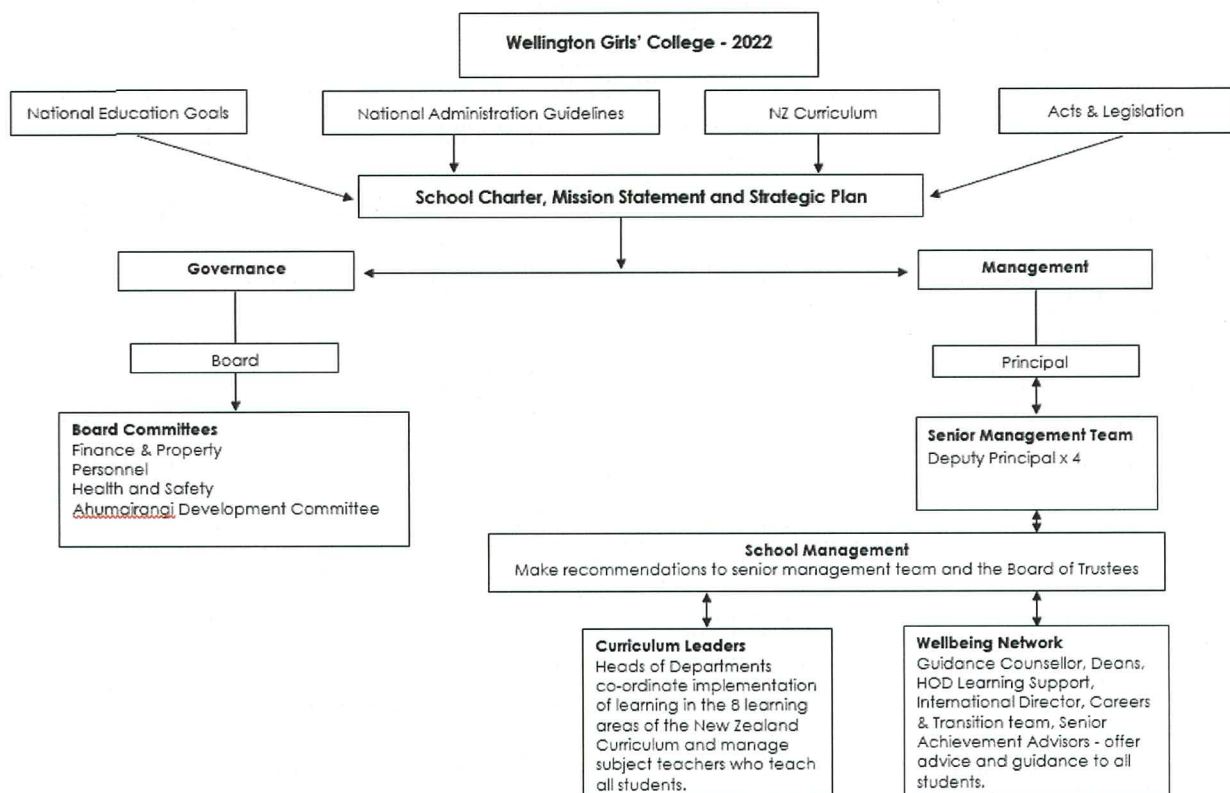 Wellington Girls' College - 2022
National Education Goals
National Administration Guidelines
NZ Curriculum
Acts & Legislation
School Charter, Mission Statement and Strategic Plan
Governance
Management
Board
Principal
Board Committees
Finance & Property
Personnel
Health and Safety
Ahumairangi Development Committee
Senior Management Team
Deputy Principal x 4
School Management
Make recommendations to senior management team and the Board of Trustees
Curriculum Leaders
Heads of Departments
co-ordinate implementation
of learning in the 8 learning
areas of the New Zealand
Curriculum and manage
subject teachers who teach
all students.
Wellbeing Network
Guidance Counsellor, Deans,
HOD Learning Support,
International Director, Careers
& Transition team, Senior
Achievement Advisors - offer
advice and guidance to all
students.